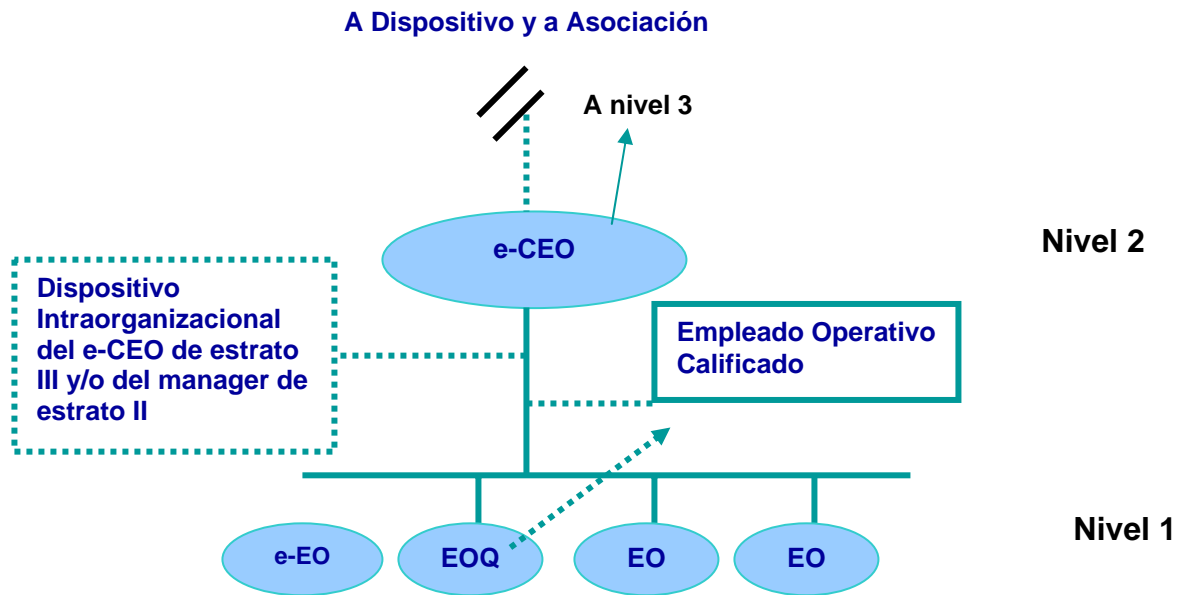 A Dispositivo y a Asociación
A nivel 3
e-CEO
Nivel 2
Dispositivo
Intraorganizacional
del e-CEO de estrato
III y/o del manager de
estrato II
Empleado Operativo
Calificado
Nivel 1
e-EO
EOQ
EO
EO